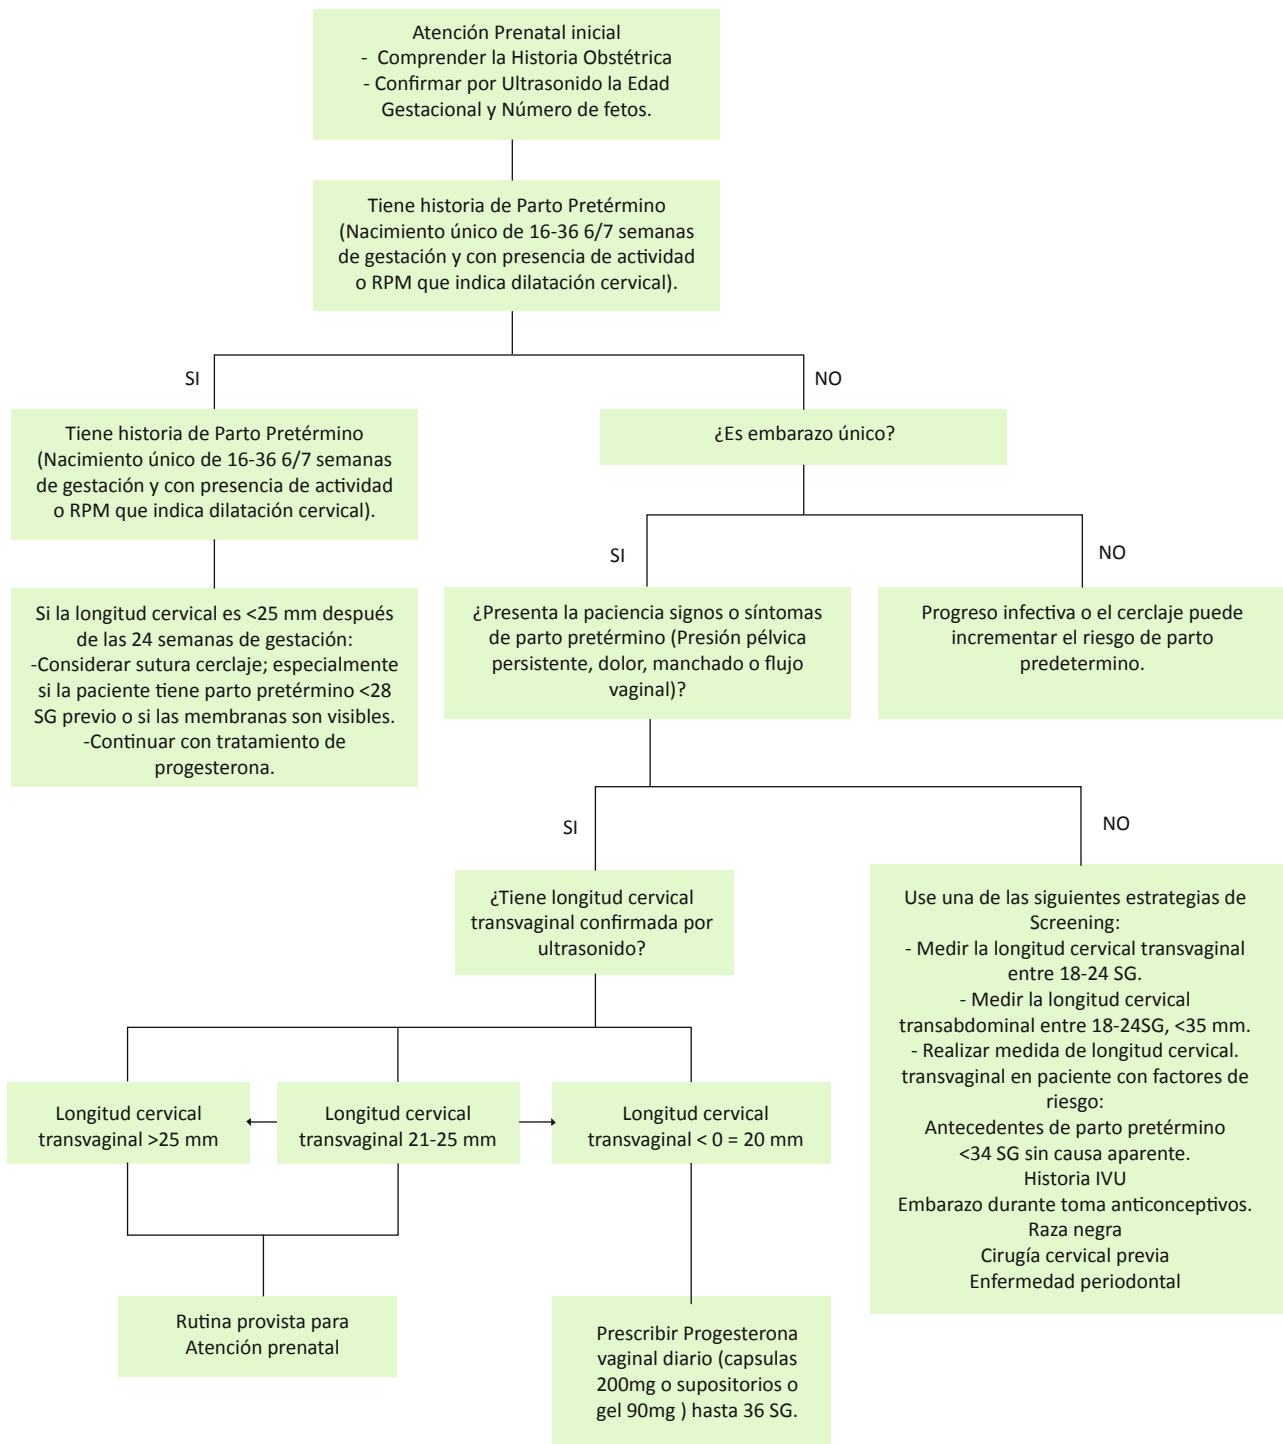 Atención Prenatal inicial
- Comprender la Historia Obstétrica
- Confirmar por Ultrasonido la Edad
Gestacional y Número de fetos.
Tiene historia de Parto Pretérmino
(Nacimiento único de 16-36 6/7 semanas
de gestación y con presencia de actividad
o RPM que indica dilatación cervical).
SI
NO
Tiene historia de Parto Pretérmino
(Nacimiento único de 16-36 6/7 semanas
de gestación y con presencia de actividad
o RPM que indica dilatación cervical).
¿Es embarazo único?
SI
NO
Si la longitud cervical es <25 mm después
de las 24 semanas de gestación:
-Considerar sutura cerclaje; especialmente
si la paciente tiene parto pretérmino <28
SG previo o si las membranas son visibles.
-Continuar con tratamiento de
progesterona.
¿Presenta la paciencia signos o síntomas
de parto pretérmino (Presión pélvica
persistente, dolor, manchado o flujo
vaginal)?
Progreso infectiva o el cerclaje puede
incrementar el riesgo de parto
predetermino.
SI
NO
¿Tiene longitud cervical
transvaginal confirmada por
ultrasonido?
Use una de las siguientes estrategias de
Screening:
- Medir la longitud cervical transvaginal
entre 18-24 SG.
- Medir la longitud cervical
transabdominal entre 18-24SG, <35 mm.
- Realizar medida de longitud cervical.
transvaginal en paciente con factores de
riesgo:
Antecedentes de parto pretérmino
<34 SG sin causa aparente.
Historia IVU
Embarazo durante toma anticonceptivos.
Raza negra
Cirugía cervical previa
Enfermedad periodontal
Longitud cervical
transvaginal >25 mm
Longitud cervical
transvaginal 21-25 mm
Longitud cervical
transvaginal < 0 = 20 mm
Rutina provista para
Atención prenatal
Prescribir Progesterona
vaginal diario (capsulas
200mg o supositorios o
gel 90mg ) hasta 36 SG.